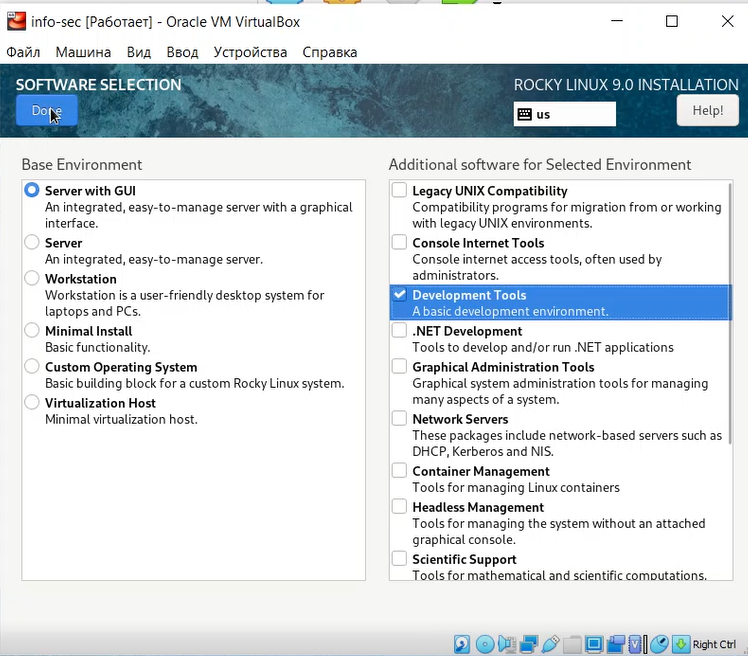 info-sec [Работает] - Oracle VM VirtualBox
Файл Машина Вид Ввод Устройства Справка
SOFTWARE SELECTION
ROCKY LINUX 9.0 INSTALLATION
Done
us
Help!
Base Environment
Server with GUI
An integrated, easy-to-manage server with a graphical
interface.
Server
An integrated, easy-to-manage server.
Workstation
Workstation is a user-friendly desktop system for
laptops and PCs.
Minimal Install
Basic functionality.
Custom Operating System
Basic building block for a custom Rocky Linux system.
Virtualization Host
Minimal virtualization host.
Additional software for Selected Environment
Legacy UNIX Compatibility
Compatibility programs for migration from or working
with legacy UNIX environments.
Console Internet Tools
Console internet access tools, often used by
administrators.
Development Tools
A basic development environment.
.NET Development
Tools to develop and/or run .NET applications
Graphical Administration Tools
Graphical system administration tools for managing
many aspects of a system.
Network Servers
These packages include network-based servers such as
DHCP, Kerberos and NIS.
Container Management
Tools for managing Linux containers
Headless Management
Tools for managing the system without an attached
graphical console.
Scientific Support
Tools for mathematical and scientific computations,
Right Ctrl